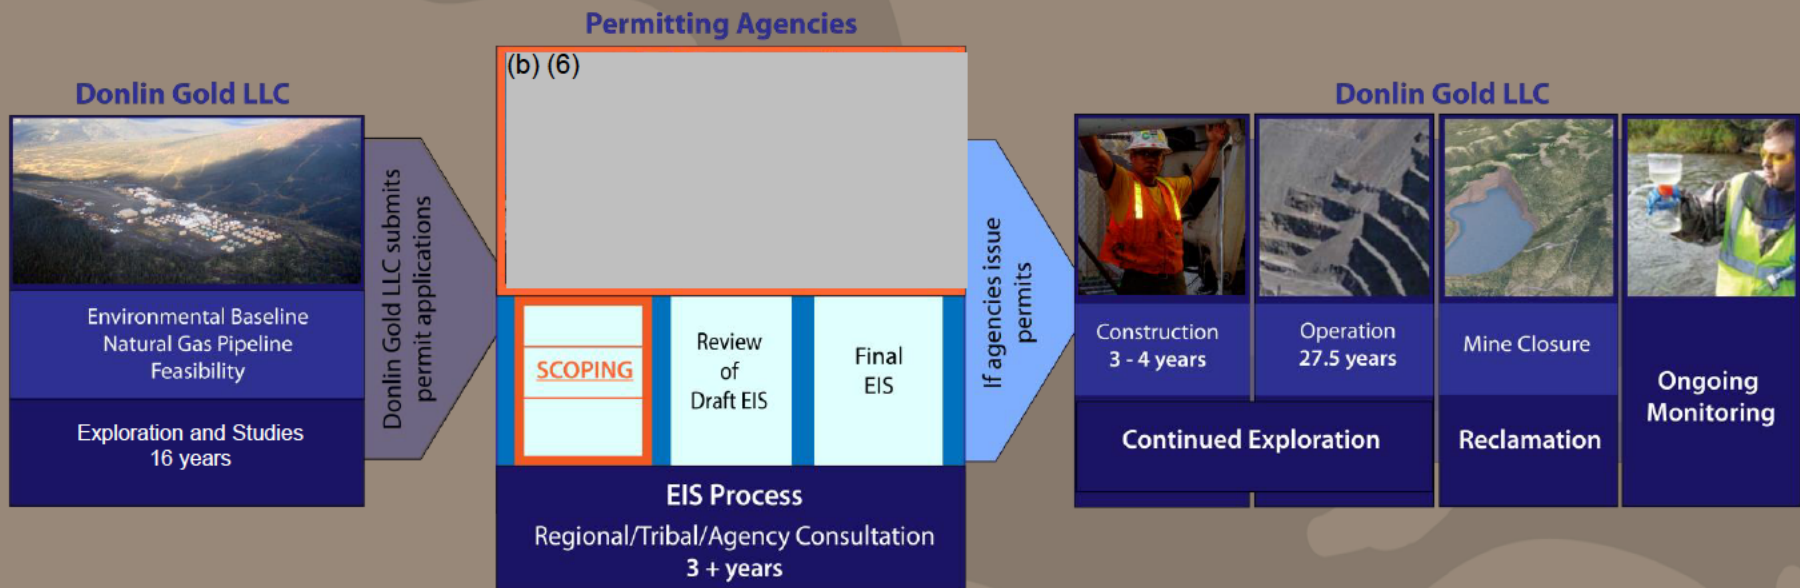 Permitting Agencies
(b) (6)
Donlin Gold LLC
Environmental Baseline
Natural Gas Pipeline
Feasibility
Exploration and Studies
16 years
Donlin Gold LLC submits
permit applications
SCOPING
Review
of
Draft EIS
Final
EIS
EIS Process
Regional/Tribal/Agency Consultation
3 + years
If agencies issue
permits
Donlin Gold LLC
Construction
3 - 4 years
Operation
27.5 years
Mine Closure
Continued Exploration
Reclamation
Ongoing
Monitoring